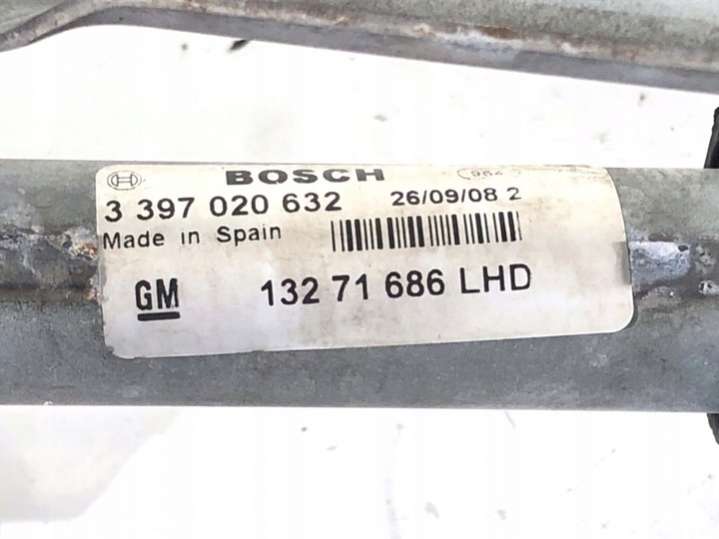 BOSCH
3 397 020 632 26/09/08 2
Made in Spain
GM 132 71 686 LHD